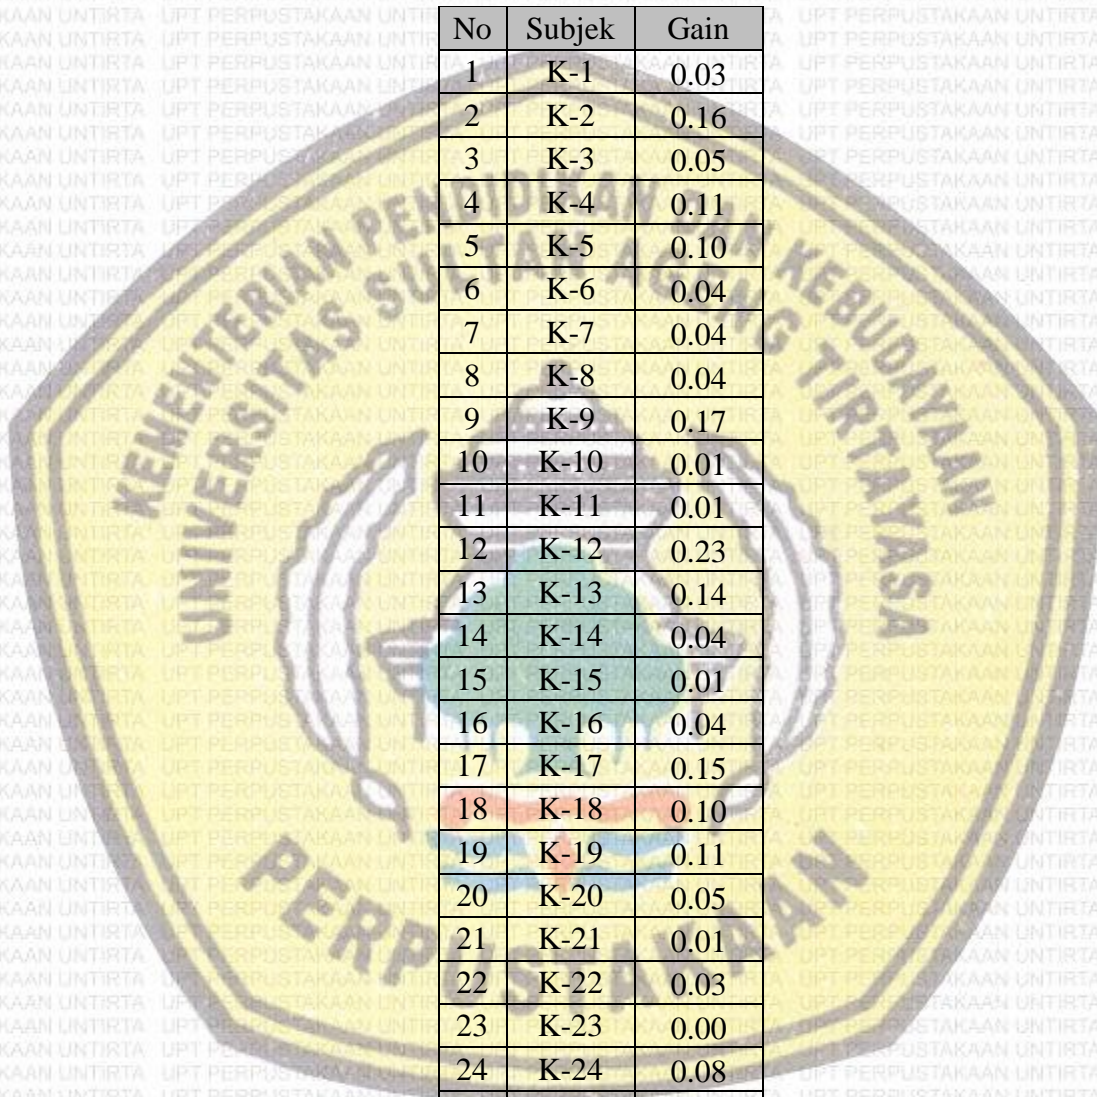 No Subjek Gain
1 K-1 0.03
2 K-2 0.16
3 K-3 0.05
4 K-4 0.11
5 K-5 0.10
6 K-6 0.04
7 K-7 0.04
8 K-8 0.04
9 K-9 0.17
10 K-10 0.01
11 K-11 0.01
12 K-12 0.23
13 K-13 0.14
14 K-14 0.04
15 K-15 0.01
16 K-16 0.04
17 K-17 0.15
18 K-18 0.10
19 K-19 0.11
20 K-20 0.05
21 K-21 0.01
22 K-22 0.03
23 K-23 0.00
24 K-24 0.08
KEMENTERIAN PENDIDIKAN DAN KEBUDAYAAN
UNIVERSITAS SULTAN AGENG TIRTAYASA
PERPUSTAKAAN
UPT PERPUSTAKAAN UNTIRTA